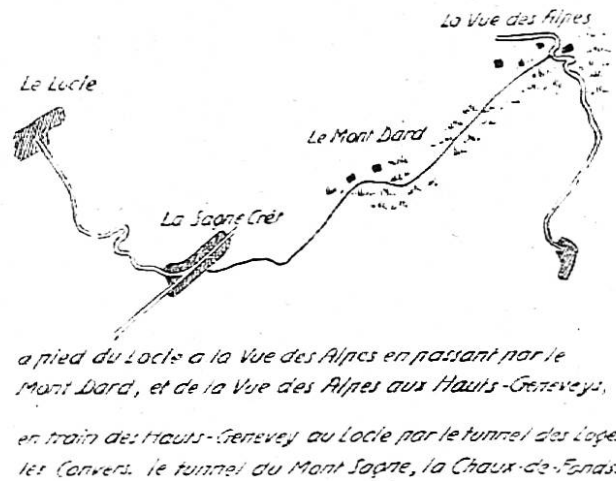 La Vue des Alpes
Le Locle
Le Mont Dard
La Sagne Crêt
a pied du Locle a la Vue des Alpes en passant par le
Mont Dard, et de la Vue des Alpes aux Hauts-Geneveys,
en train des Hauts-Genevey au Locle par le tunnel des Loges
les Convers. le tunnel du Mont Sagne, la Chaux-de-Fonds.